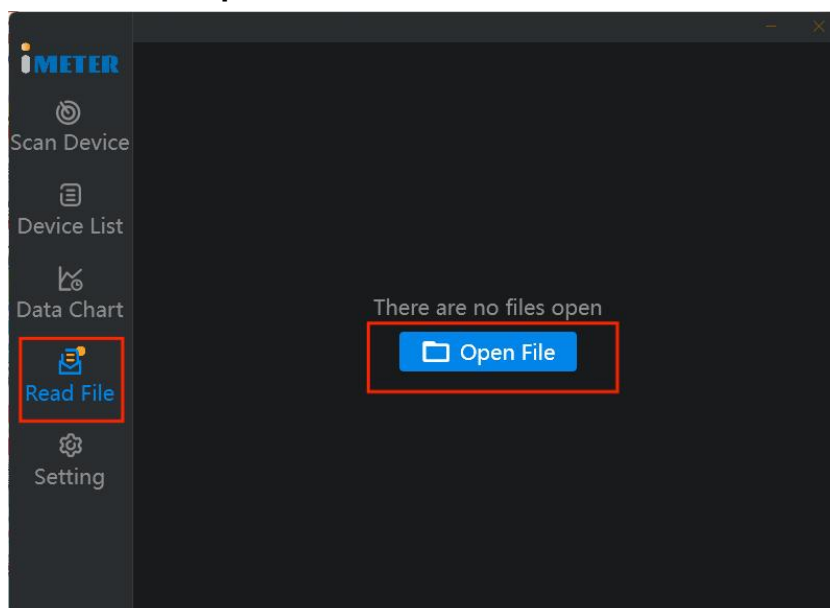 iMETER
Scan Device
Device List
Data Chart
Read File
Setting
There are no files open
Open File